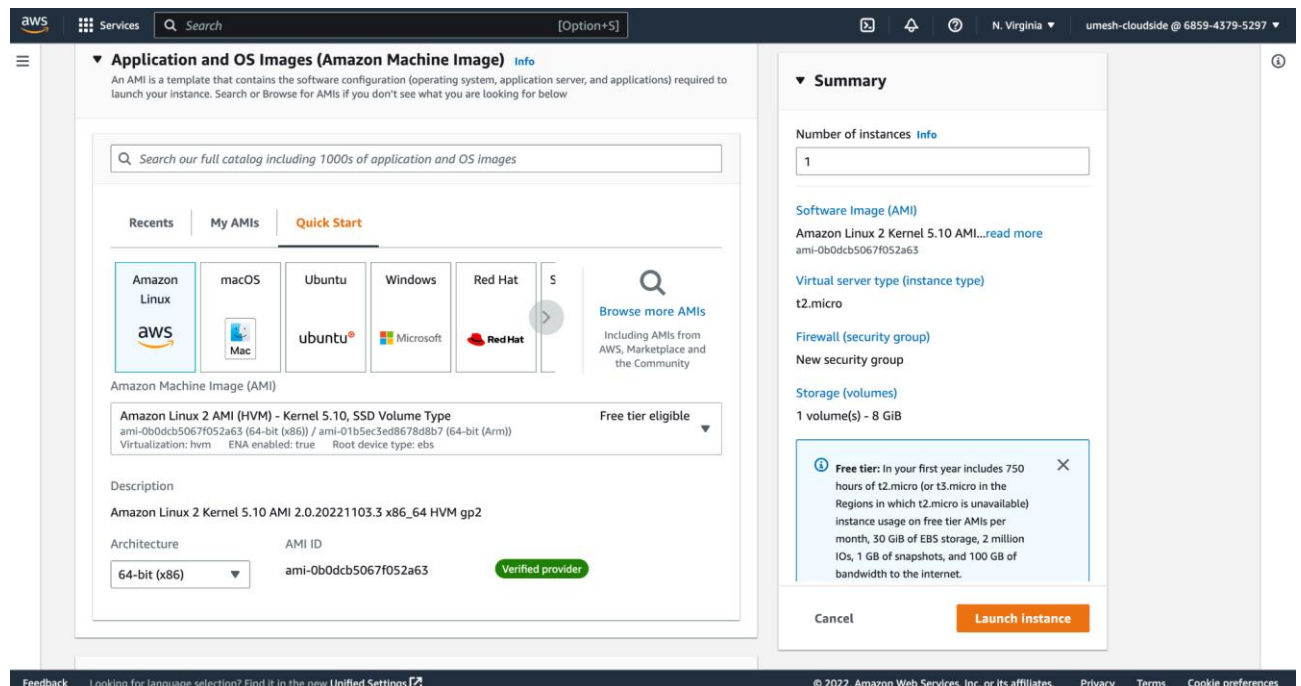 aws
Services
Search
[Option+S]
N. Virginia
umesh-cloudside @ 6859-4379-5297
Application and OS Images (Amazon Machine Image) Info
An AMI is a template that contains the software configuration (operating system, application server, and applications) required to
launch your instance. Search or Browse for AMIs if you don't see what you are looking for
below
Search our full catalog including 1000s of application and OS images
Recents
My AMIs
Quick Start
Amazon
Linux
aws
macOS
Mac
Ubuntu
ubuntu
Windows
Microsoft
Red Hat
Red Hat
S
Browse more AMIs
Including AMIs from
AWS, Marketplace and
the Community
Amazon Machine Image (AMI)
Amazon Linux 2 AMI (HVM) - Kernel 5.10, SSD Volume Type
Free tier eligible
ami-0b0dcb5067f052a63 (64-bit (x86)) / ami-01b5ec3ed8678d8b7 (64-bit (Arm))
Virtualization: hvm ENA enabled: true Root device type: ebs
Description
Amazon Linux 2 Kernel 5.10 AMI 2.0.20221103.3 x86_64 HVM gp2
Architecture
AMI ID
64-bit (x86)
ami-0b0dcb5067f052a63
Verified provider
Summary
Number of instances Info
1
Software Image (AMI)
Amazon Linux 2 Kernel 5.10 AMI...read more
ami-0b0dcb5067f052a63
Virtual server type (instance type)
t2.micro
Firewall (security group)
New security group
Storage (volumes)
1 volume(s) - 8 GiB
Free tier: In your first year includes 750
hours of t2.micro (or t3.micro in the
Regions in which t2.micro is unavailable)
instance usage on free tier AMIs per
month, 30 GiB of EBS storage, 2 million
IOs, 1 GB of snapshots, and 100 GB of
bandwidth to the internet.
Cancel
Launch instance
Feedback
Looking for language selection? Find it in the new Unified Settings
© 2022, Amazon Web Services, Inc. or its affiliates.
Privacy
Terms
Cookie preferences